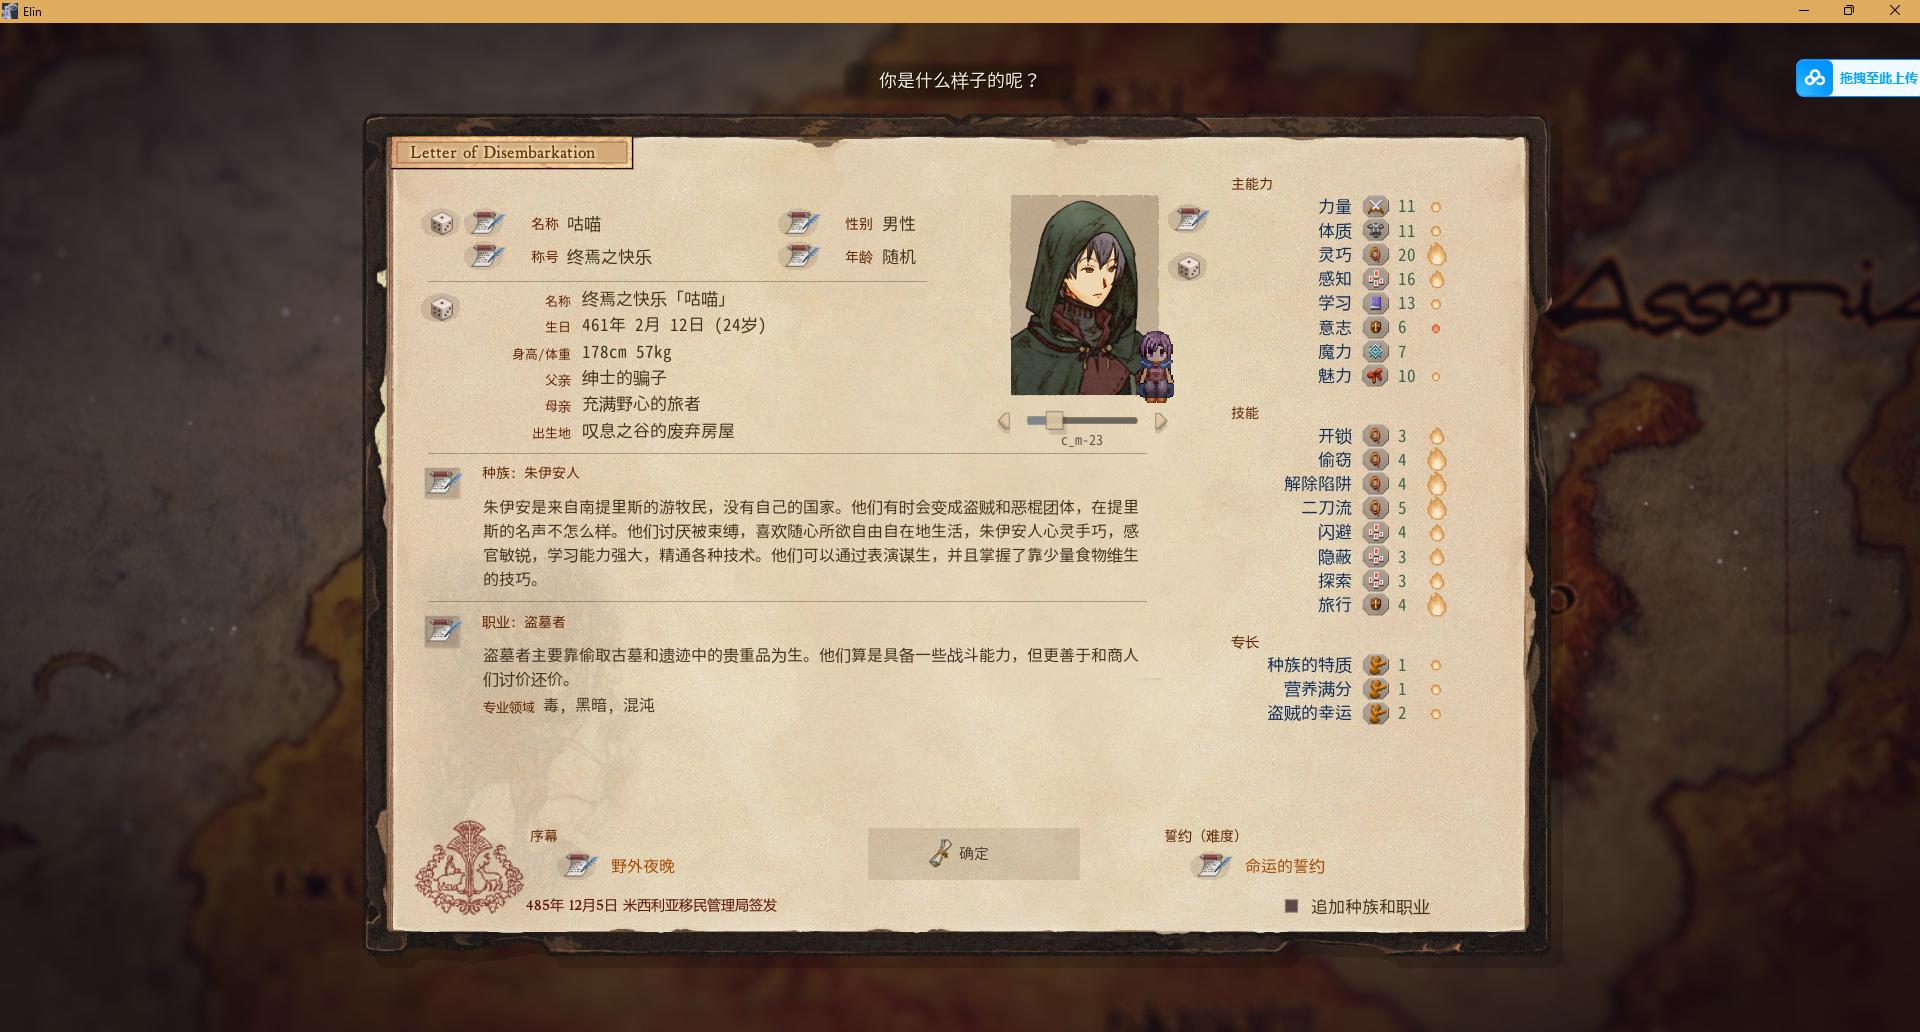 Elin
你是什么样子的呢？
拖拽至此上传
Letter of Disembarkation
名称 咕喵
性别 男性
称号 终焉之快乐
年龄 随机
名称 终焉之快乐「咕喵」
生日 461年 2月 12日 (24岁)
身高/体重 178cm 57kg
父亲 绅士的骗子
母亲 充满野心的旅者
出生地 叹息之谷的废弃房屋
c_m-23
种族：朱伊安人
朱伊安是来自南提里斯的游牧民，没有自己的国家。他们有时会变成盗贼和恶棍团体，在提里
斯的名声不怎么样。他们讨厌被束缚，喜欢随心所欲自由自在地生活，朱伊安人心灵手巧，感
官敏锐，学习能力强大，精通各种技术。他们可以通过表演谋生，并且掌握了靠少量食物维生
的技巧。
职业：盗墓者
盗墓者主要靠偷取古墓和遗迹中的贵重品为生。他们算是具备一些战斗能力，但更善于和商人
们讨价还价。
专业领域 毒，黑暗，混沌
主能力
力量 11
体质 11
灵巧 20
感知 16
学习 13
意志 6
魔力 7
魅力 10
技能
开锁 3
偷窃 4
解除陷阱 4
二刀流 5
闪避 4
隐蔽 3
探索 3
旅行 4
专长
种族的特质 1
营养满分 1
盗贼的幸运 2
序幕
野外夜晚
确定
誓约（难度）
命运的誓约
485年 12月5日 米西利亚移民管理局签发
追加种族和职业